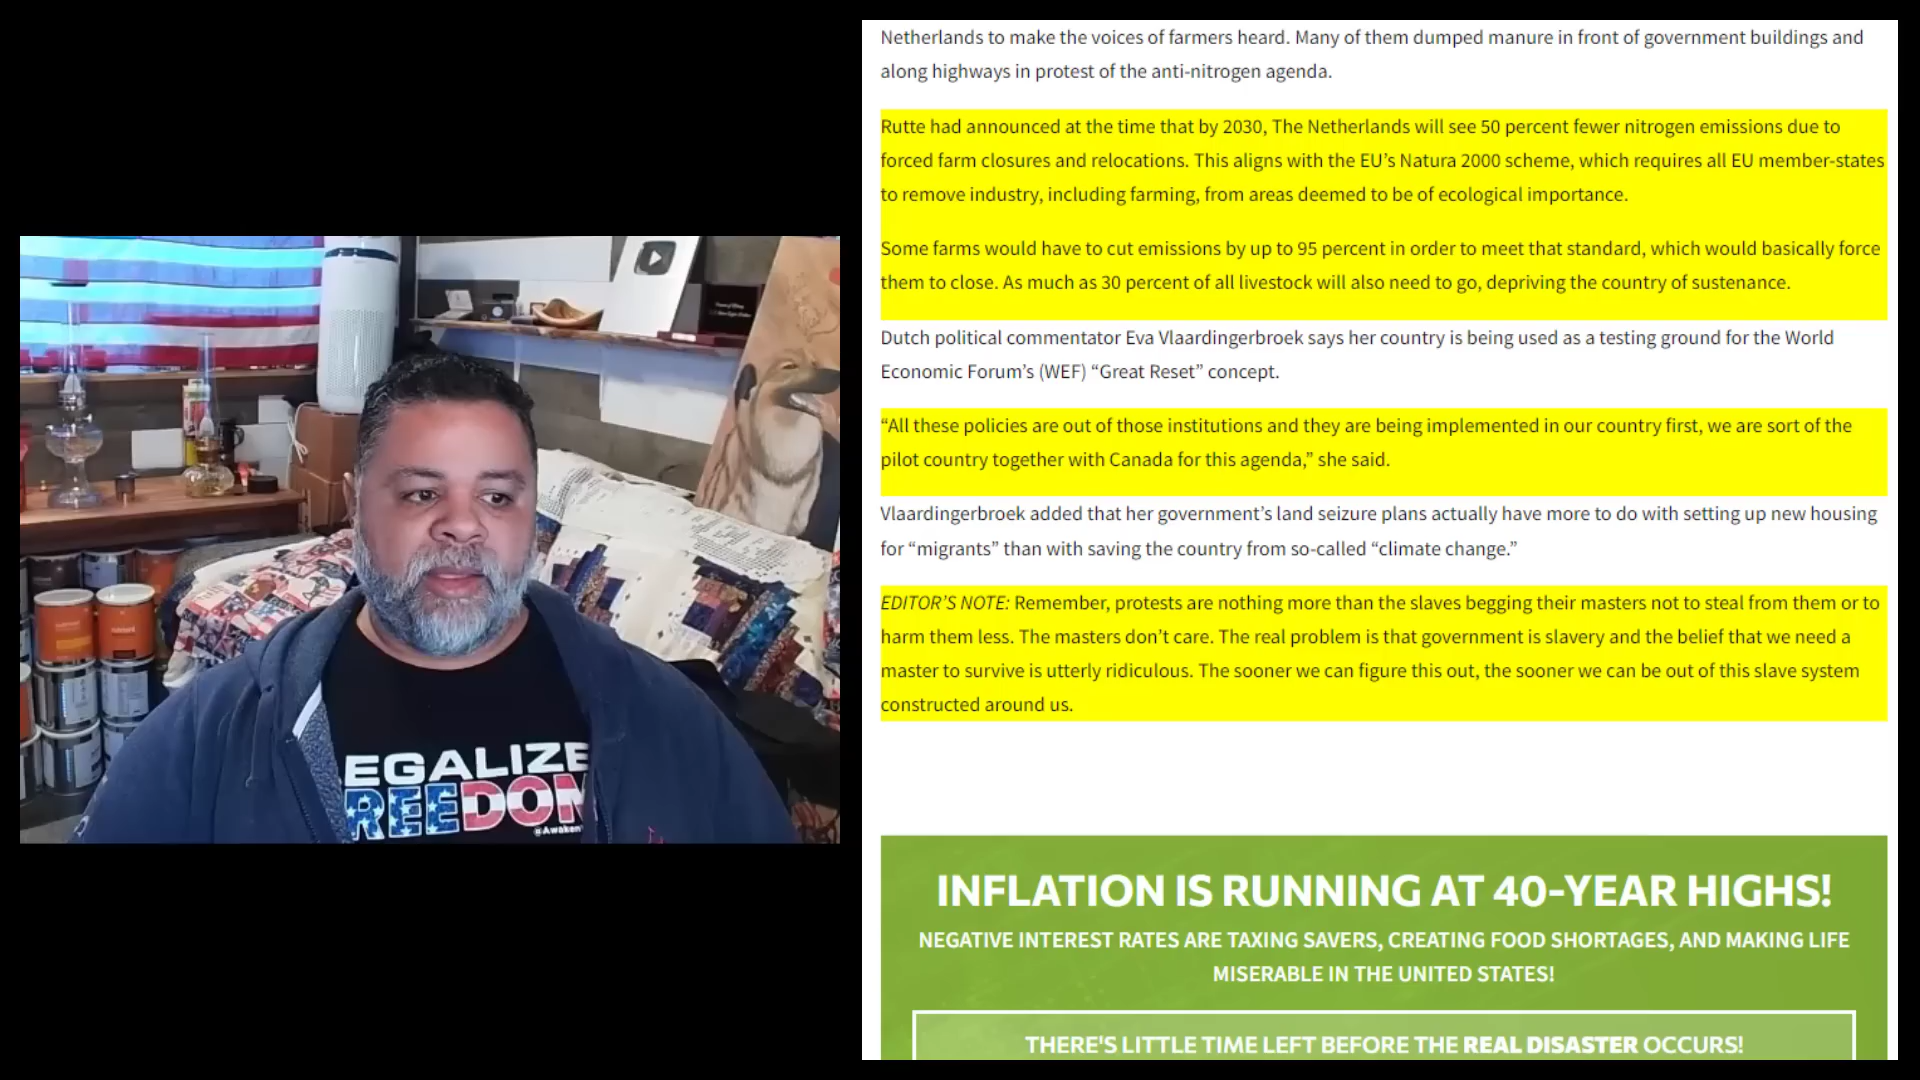 Netherlands to make the voices of farmers heard. Many of them dumped manure in front of government buildings and
along highways in protest of the anti-nitrogen agenda.
Rutte had announced at the time that by 2030, The Netherlands will see 50 percent fewer nitrogen emissions due to
forced farm closures and relocations. This aligns with the EU’s Natura 2000 scheme, which requires all EU member-states
to remove industry, including farming, from areas deemed to be of ecological importance.
Some farms would have to cut emissions by up to 95 percent in order to meet that standard, which would basically force
them to close. As much as 30 percent of all livestock will also need to go, depriving the country of sustenance.
Dutch political commentator Eva Vlaardingerbroek says her country is being used as a testing ground for the World
Economic Forum’s (WEF) “Great Reset” concept.
“All these policies are out of those institutions and they are being implemented in our country first, we are sort of the
pilot country together with Canada for this agenda,” she said.
Vlaardingerbroek added that her government’s land seizure plans actually have more to do with setting up new housing
for “migrants” than with saving the country from so-called “climate change.”
EDITOR’S NOTE: Remember, protests are nothing more than the slaves begging their masters not to steal from them or to
harm them less. The masters don’t care. The real problem is that government is slavery and the belief that we need a
master to survive is utterly ridiculous. The sooner we can figure this out, the sooner we can be out of this slave system
constructed around us.
INFLATION IS RUNNING AT 40-YEAR HIGHS!
NEGATIVE INTEREST RATES ARE TAXING SAVERS, CREATING FOOD SHORTAGES, AND MAKING LIFE
MISERABLE IN THE UNITED STATES!
THERE'S LITTLE TIME LEFT BEFORE THE REAL DISASTER OCCURS!
EGALIZE
REEDOM
@Awaken